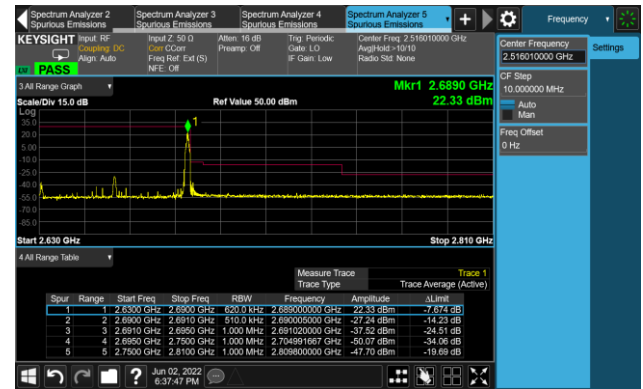 Spectrum Analyzer 2
Spurious Emissions
Spectrum Analyzer 3
Spurious Emissions
Spectrum Analyzer 4
Spurious Emissions
Spectrum Analyzer 5
Spurious Emissions
Frequency
KEYSIGHT
Input: RF
Coupling: DC
Align: Auto
Input Z: 50 Ω
Corr CCorr
Freq Ref: Ext (S)
NFE: Off
Atten: 16 dB
Preamp: Off
Trig: Periodic
Gate: LO
IF Gain: Low
Center Freq: 2.516010000 GHz
Avg|Hold:>10/10
Radio Std: None
PASS
Center Frequency
2.516010000 GHz
Settings
CF Step
10.000000 MHz
Auto
Man
Freq Offset
0 Hz
3 All Range Graph
Mkr1 2.6890 GHz
22.33 dBm
Scale/Div 15.0 dB
Ref Value 50.00 dBm
Log
35.0
20.0
5.00
-10.0
-25.0
-40.0
-55.0
-70.0
-85.0
1
Start 2.630 GHz
Stop 2.810 GHz
4 All Range Table
Measure Trace Trace 1
Trace Type Trace Average (Active)
Spur Range Start Freq Stop Freq RBW Frequency Amplitude ΔLimit
1 1 2.6300 GHz 2.6900 GHz 620.0 kHz 2.689000000 GHz 22.33 dBm -7.674 dB
2 2 2.6900 GHz 2.6910 GHz 510.0 kHz 2.690005000 GHz -27.24 dBm -14.23 dB
3 3 2.6910 GHz 2.6950 GHz 1.000 MHz 2.691020000 GHz -37.52 dBm -24.51 dB
4 4 2.6950 GHz 2.7500 GHz 1.000 MHz 2.704991667 GHz -50.07 dBm -34.06 dB
5 5 2.7500 GHz 2.8100 GHz 1.000 MHz 2.809800000 GHz -47.70 dBm -19.69 dB
?
Jun 02, 2022
6:37:47 PM